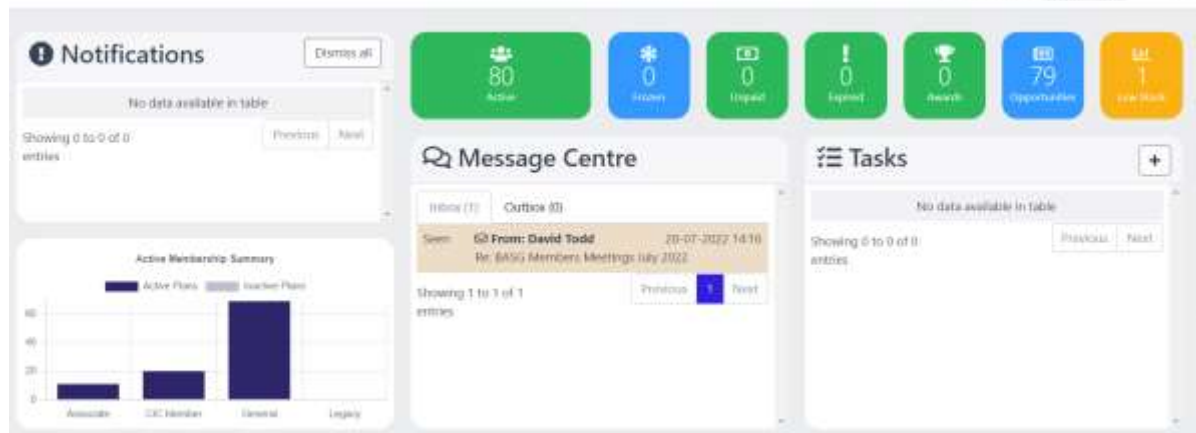 Notifications
Dismiss all
No data available in table
Showing 0 to 0 of 0
entries
Previous Next
Active Membership Summary
Active Plans Inactive Plans
60
40
20
0
Associate CIC Member General Legacy
80
Active
0
Frozen
0
Unpaid
0
Expired
0
Awards
79
Opportunities
1
Low Stock
Message Centre
Inbox (1) Outbox (0)
Seen From: David Todd 20-07-2022 14:16
Re: BASG Members Meetings July 2022
Showing 1 to 1 of 1
entries
Previous 1 Next
Tasks
+
No data available in table
Showing 0 to 0 of 0
entries
Previous Next